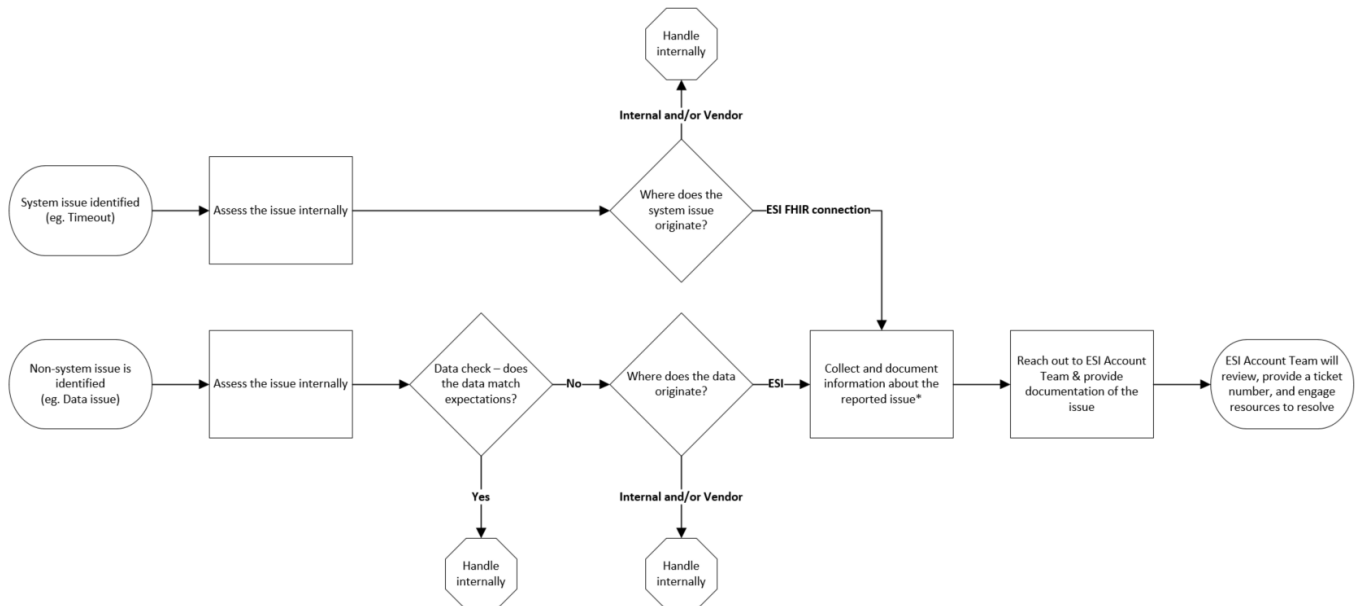 Handle
internally
Internal and/or Vendor
System issue identified
(eg. Timeout)
Assess the issue internally
Where does the
system issue
originate?
ESI FHIR connection
Non-system issue is
identified
(eg. Data issue)
Assess the issue internally
Data check – does
the data match
expectations?
No
Where does the data
originate?
ESI
Collect and document
information about the
reported issue*
Reach out to ESI Account
Team & provide
documentation of the
issue
ESI Account Team will
review, provide a ticket
number, and engage
resources to resolve
Yes
Internal and/or Vendor
Handle
internally
Handle
internally